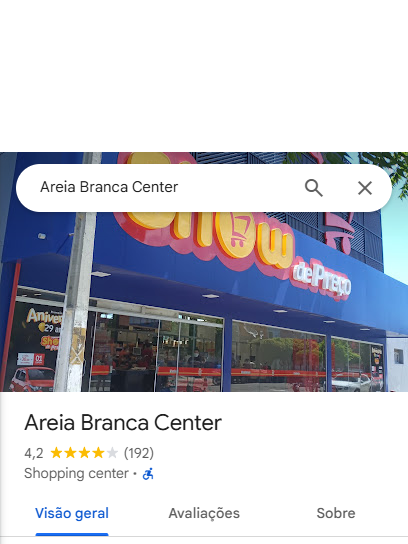 Areia Branca Center
Show
de Preço
Aniver
29 an
Areia Branca Center
4,2 (192)
Shopping center ·
Visão geral Avaliações Sobre